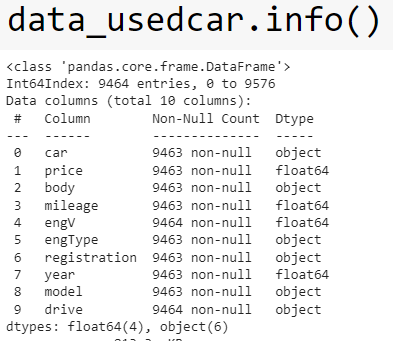 data_usedcar.info()
<class 'pandas.core.frame.DataFrame'>
Int64Index: 9464 entries, 0 to 9576
Data columns (total 10 columns):
 #   Column        Non-Null Count  Dtype
---  ------        --------------  -----
 0   car           9463 non-null   object
 1   price         9463 non-null   float64
 2   body          9463 non-null   object
 3   mileage       9463 non-null   float64
 4   engV          9464 non-null   float64
 5   engType       9463 non-null   object
 6   registration  9463 non-null   object
 7   year          9463 non-null   float64
 8   model         9463 non-null   object
 9   drive         9464 non-null   object
dtypes: float64(4), object(6)